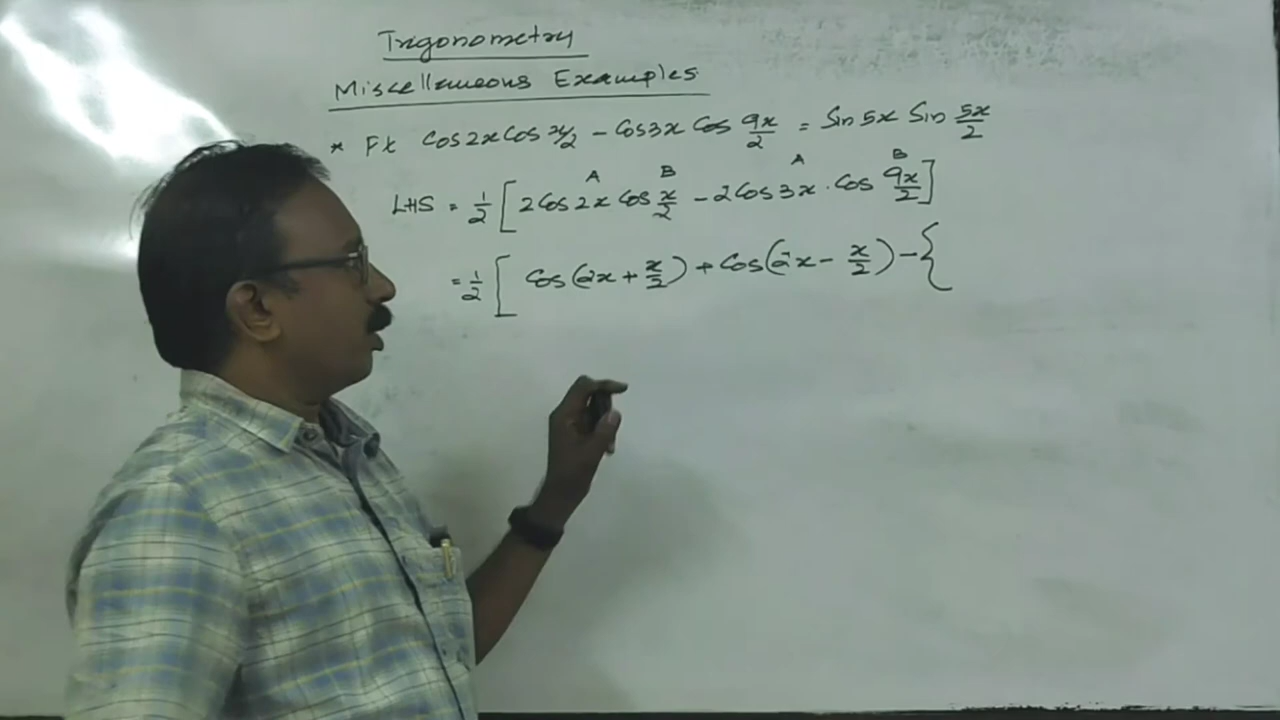 Trigonometry
Miscellaneous Examples
* Pt Cos2x Cos x/2 - Cos3x Cos 9x/2 = Sin 5x Sin 5x/2
A B A B
LHS = 1/2 [ 2Cos 2x Cos x/2 - 2Cos 3x . Cos 9x/2 ]
= 1/2 [ Cos(2x + x/2) + Cos(2x - x/2) - {